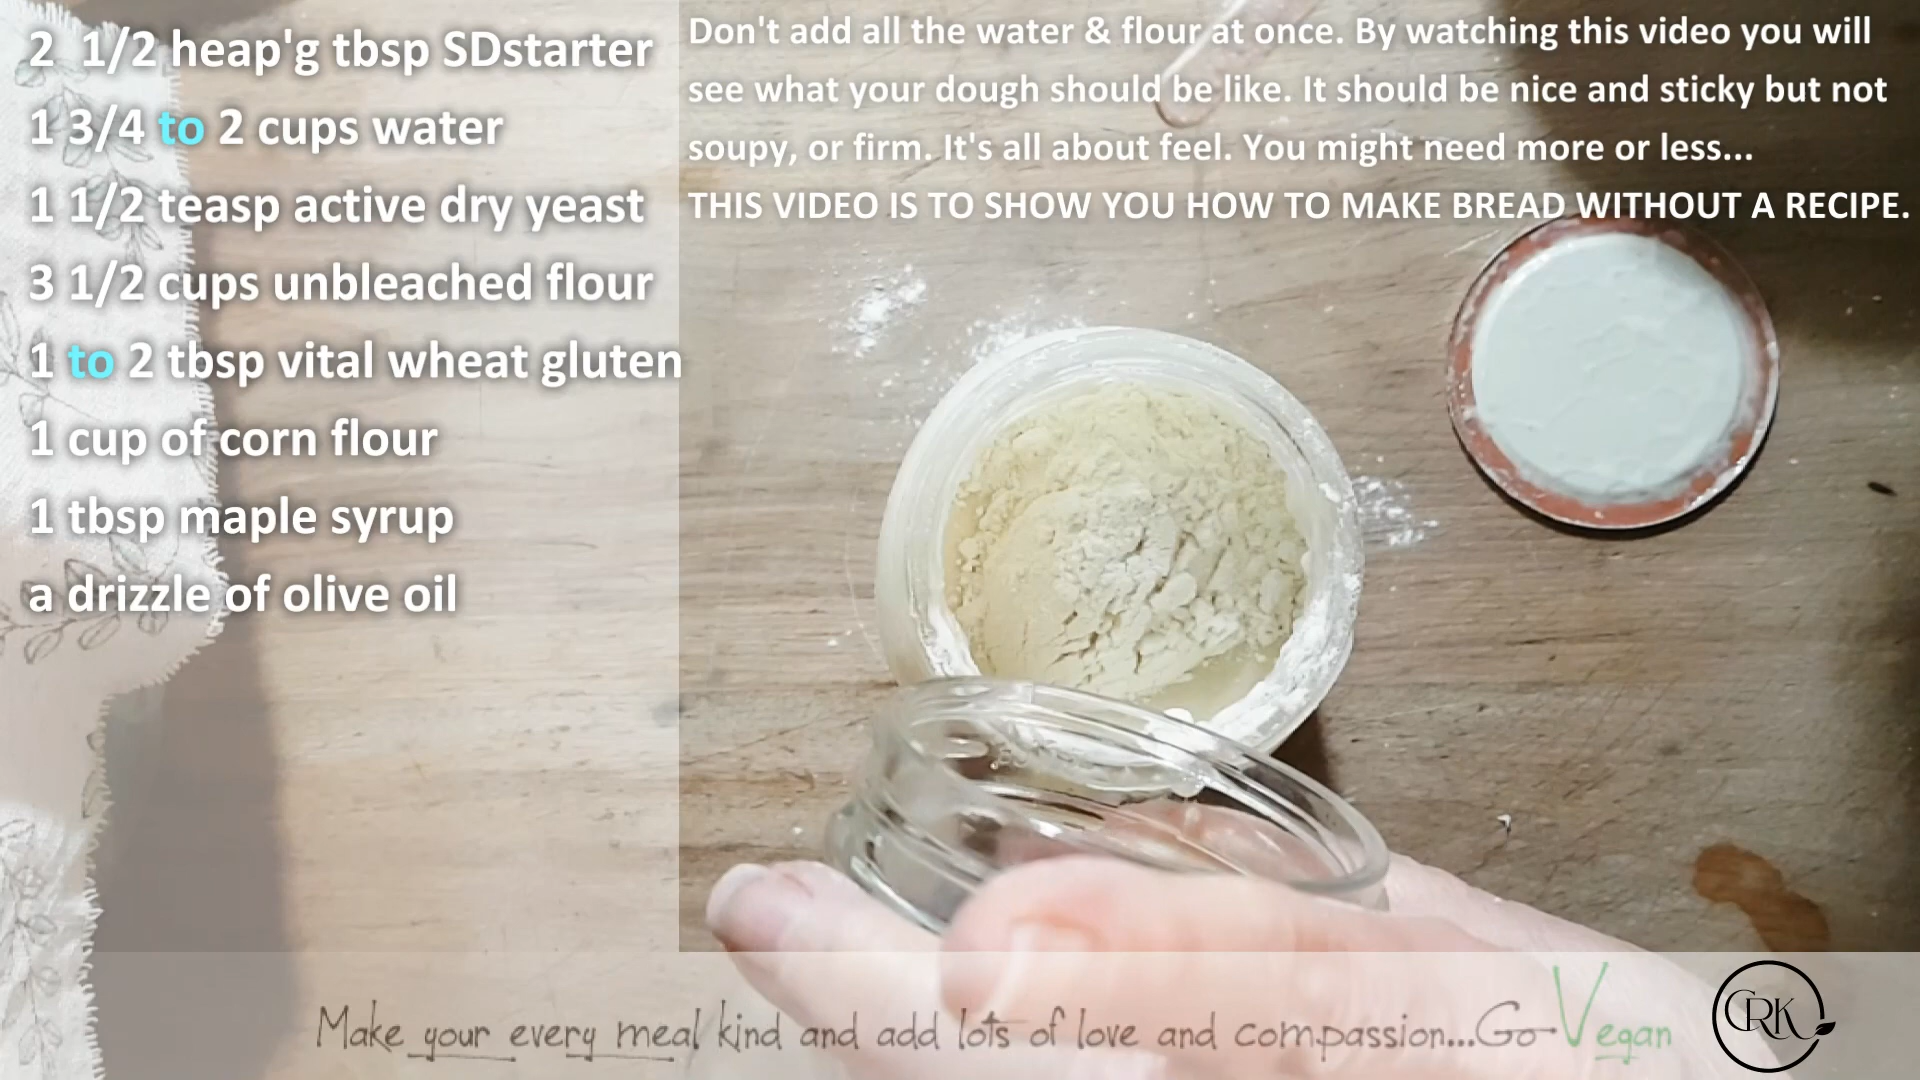 2 1/2 heap'g tbsp SDstarter
1 3/4 to 2 cups water
1 1/2 teasp active dry yeast
3 1/2 cups unbleached flour
1 to 2 tbsp vital wheat gluten
1 cup of corn flour
1 tbsp maple syrup
a drizzle of olive oil
Don't add all the water & flour at once. By watching this video you will
see what your dough should be like. It should be nice and sticky but not
soupy, or firm. It's all about feel. You might need more or less...
THIS VIDEO IS TO SHOW YOU HOW TO MAKE BREAD WITHOUT A RECIPE.
Make your every meal kind and add lots of love and compassion...Go Vegan
CRK